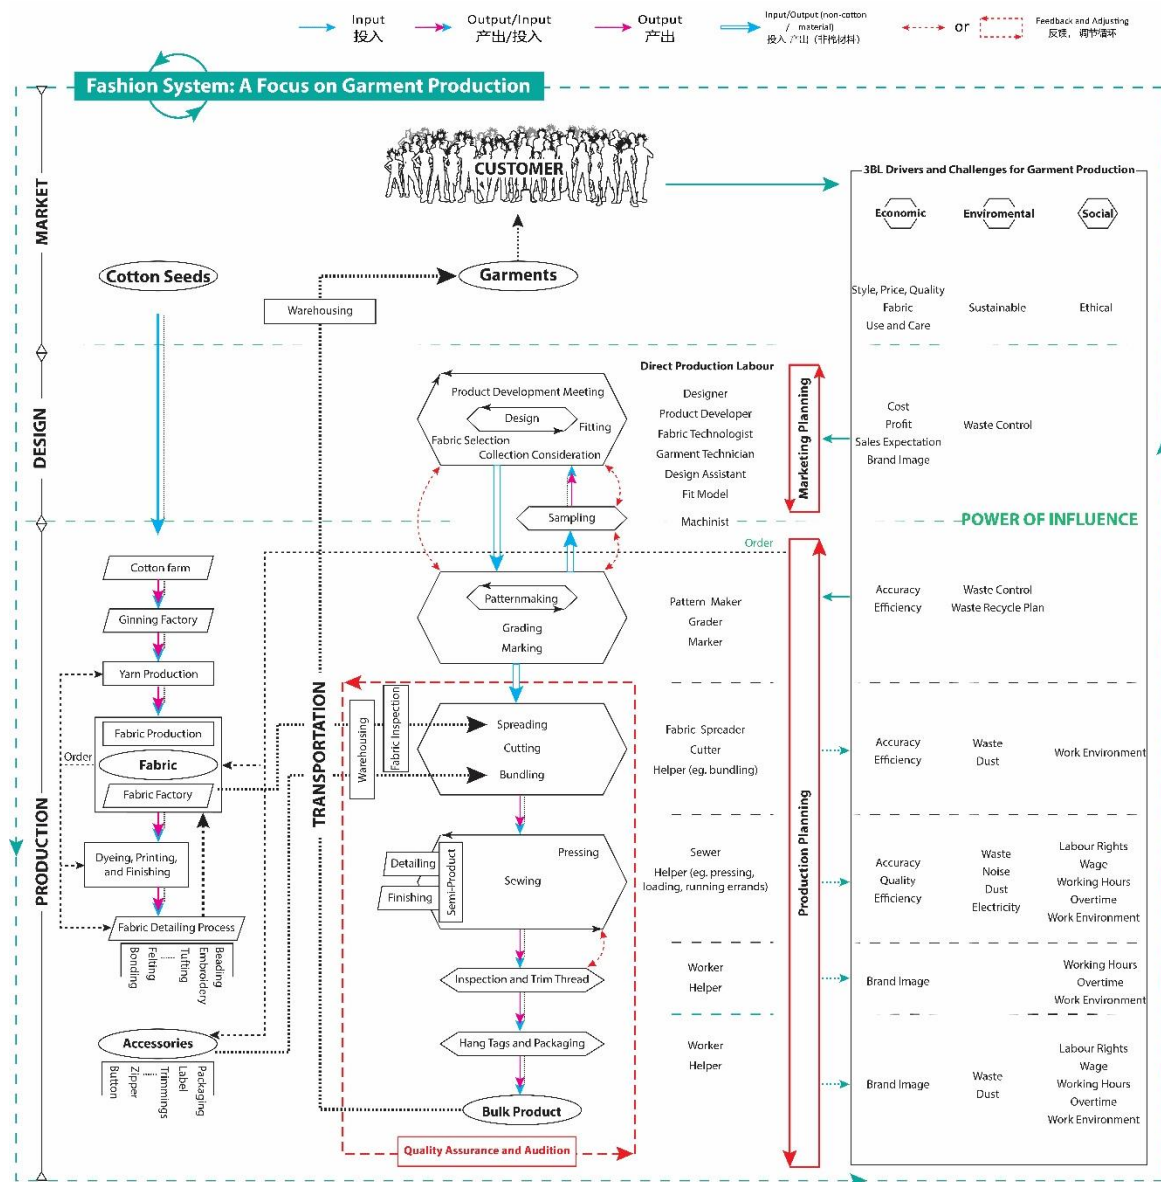 Input
投入
Output/Input
产出/投入
Output
产出
Input/Output (non-cotton
/ material)
投入 产出 (非棉材料)
or
Feedback and Adjusting
反馈, 调节循环
Fashion System: A Focus on Garment Production
MARKET
DESIGN
PRODUCTION
CUSTOMER
Garments
Cotton Seeds
Warehousing
TRANSPORTATION
Cotton farm
Ginning Factory
Yarn Production
Fabric Production
Fabric
Fabric Factory
Order
Dyeing, Printing,
and Finishing
Fabric Detailing Process
Bonding
Felting
......
Tufting
Embroidery
Beading
Accessories
Button
Zipper
......
Trimmings
Label
Packaging
Product Development Meeting
Design
Fitting
Fabric Selection
Collection Consideration
Sampling
Patternmaking
Grading
Marking
Warehousing
Fabric Inspection
Spreading
Cutting
Bundling
Pressing
Detailing
Sewing
Finishing
Semi-Product
Inspection and Trim Thread
Hang Tags and Packaging
Bulk Product
Quality Assurance and Audition
Direct Production Labour
Designer
Product Developer
Fabric Technologist
Garment Technician
Design Assistant
Fit Model
Machinist
Order
Pattern Maker
Grader
Marker
Fabric Spreader
Cutter
Helper (eg. bundling)
Sewer
Helper (eg. pressing,
loading, running errands)
Worker
Helper
Worker
Helper
Marketing Planning
Production Planning
3BL Drivers and Challenges for Garment Production
Economic
Enviromental
Social
Style, Price, Quality
Fabric
Use and Care
Sustainable
Ethical
Cost
Profit
Sales Expectation
Brand Image
Waste Control
POWER OF INFLUENCE
Accuracy
Efficiency
Waste Control
Waste Recycle Plan
Accuracy
Efficiency
Waste
Dust
Work Environment
Accuracy
Quality
Efficiency
Waste
Noise
Dust
Electricity
Labour Rights
Wage
Working Hours
Overtime
Work Environment
Brand Image
Working Hours
Overtime
Work Environment
Brand Image
Waste
Dust
Labour Rights
Wage
Working Hours
Overtime
Work Environment